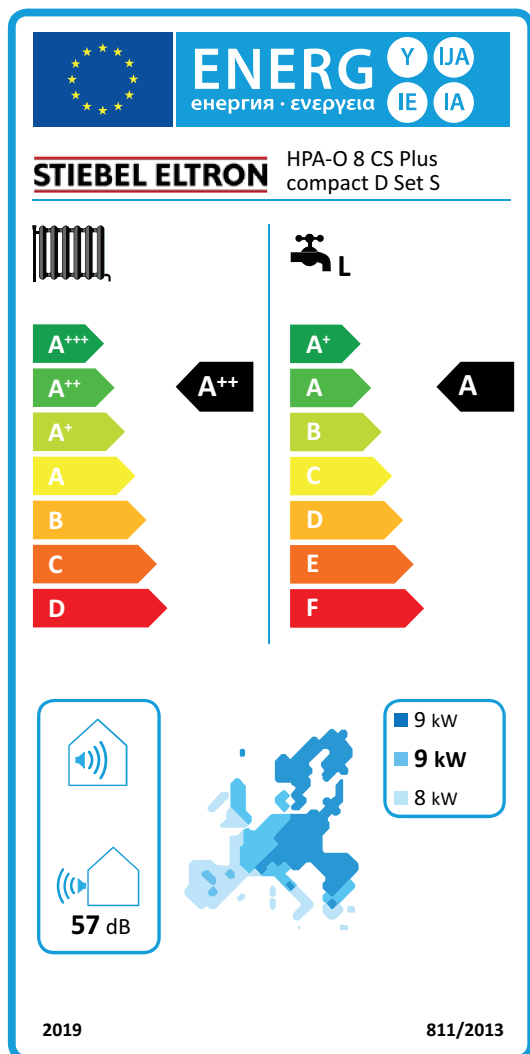 ENERG
енергия · ενεργεια
Y
IJA
IE
IA
STIEBEL ELTRON
HPA-O 8 CS Plus
compact D Set S
A+++
A++
A+
A
B
C
D
A++
L
A+
A
B
C
D
E
F
A
57 dB
9 kW
9 kW
8 kW
2019
811/2013